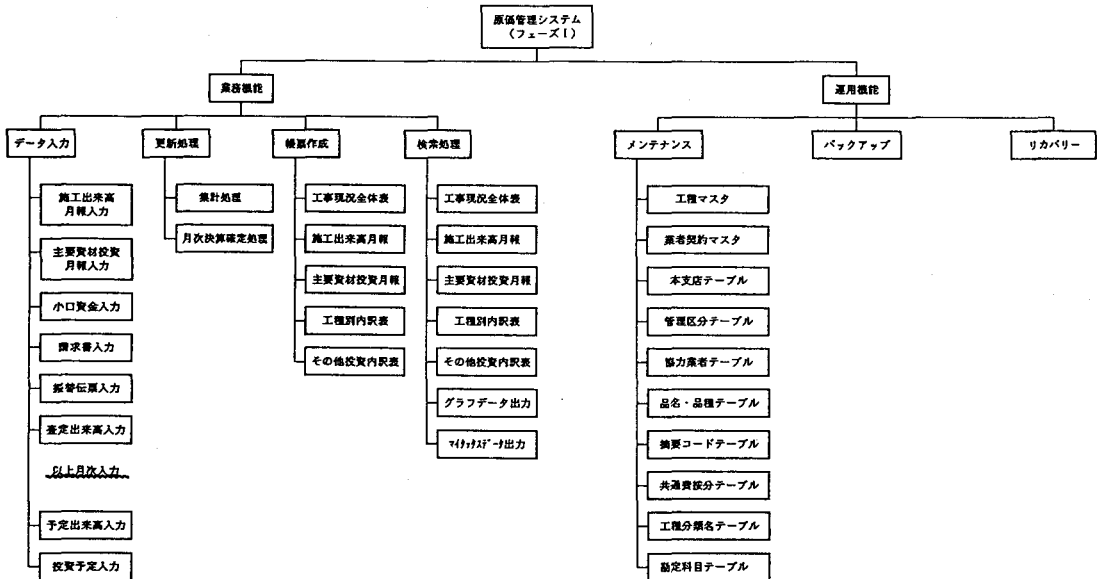 原価管理システム
(フェーズⅠ)
業務機能
運用機能
データ入力
更新処理
帳票作成
検索処理
メンテナンス
バックアップ
リカバリー
施工出来高
月報入力
主要資材投資
月報入力
小口資金入力
請求書入力
振替伝票入力
査定出来高入力
以上月次入力
予定出来高入力
投資予定入力
集計処理
月次決算確定処理
工事現況全体表
施工出来高月報
主要資材投資月報
工種別内訳表
その他投資内訳表
工事現況全体表
施工出来高月報
主要資材投資月報
工種別内訳表
その他投資内訳表
グラフデータ出力
マイタックスデータ出力
工種マスタ
業者契約マスタ
本支店テーブル
管理区分テーブル
協力業者テーブル
品名・品種テーブル
摘要コードテーブル
共通費按分テーブル
工種分類名テーブル
勘定科目テーブル